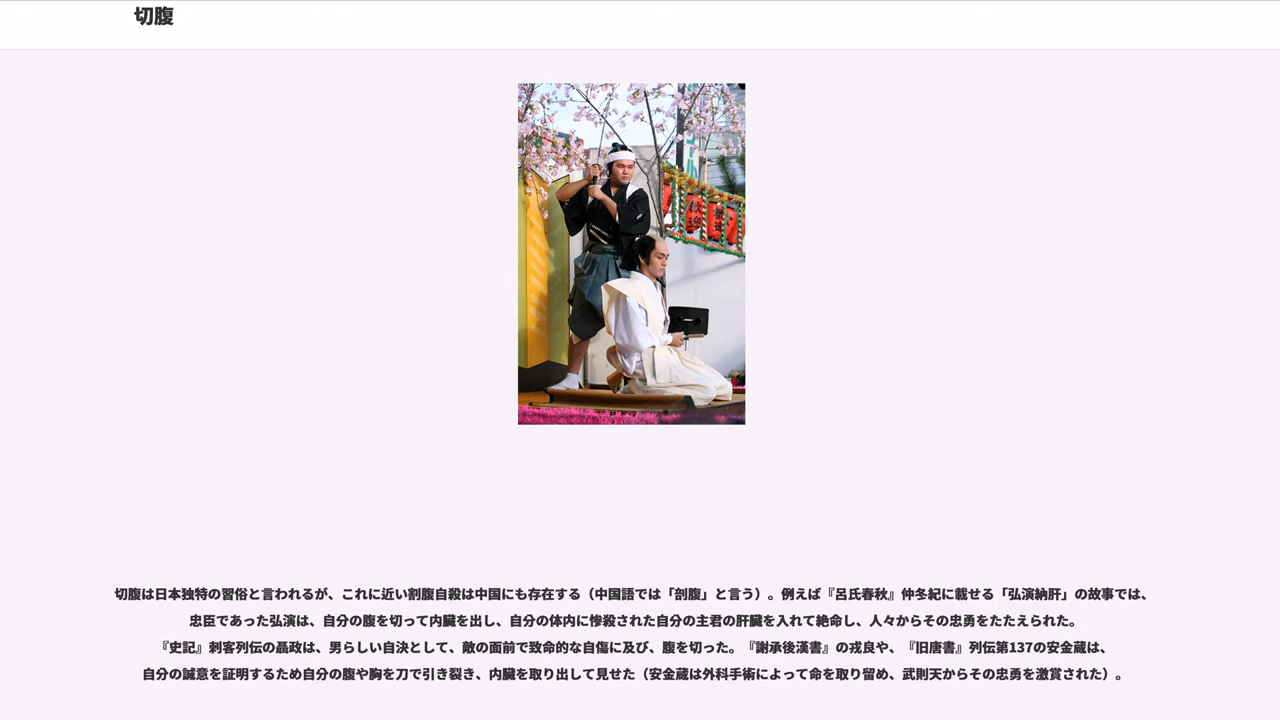 切腹
歓迎
切腹は日本独特の習俗と言われるが、これに近い割腹自殺は中国にも存在する（中国語では「剖腹」と言う）。例えば『呂氏春秋』仲冬紀に載せる「弘演納肝」の故事では、
忠臣であった弘演は、自分の腹を切って内臓を出し、自分の体内に惨殺された自分の主君の肝臓を入れて絶命し、人々からその忠勇をたたえられた。
『史記』刺客列伝の聶政は、男らしい自決として、敵の面前で致命的な自傷に及び、腹を切った。『謝承後漢書』の戎良や、『旧唐書』列伝第137の安金蔵は、
自分の誠意を証明するため自分の腹や胸を刀で引き裂き、内臓を取り出して見せた（安金蔵は外科手術によって命を取り留め、武則天からその忠勇を激賞された）。